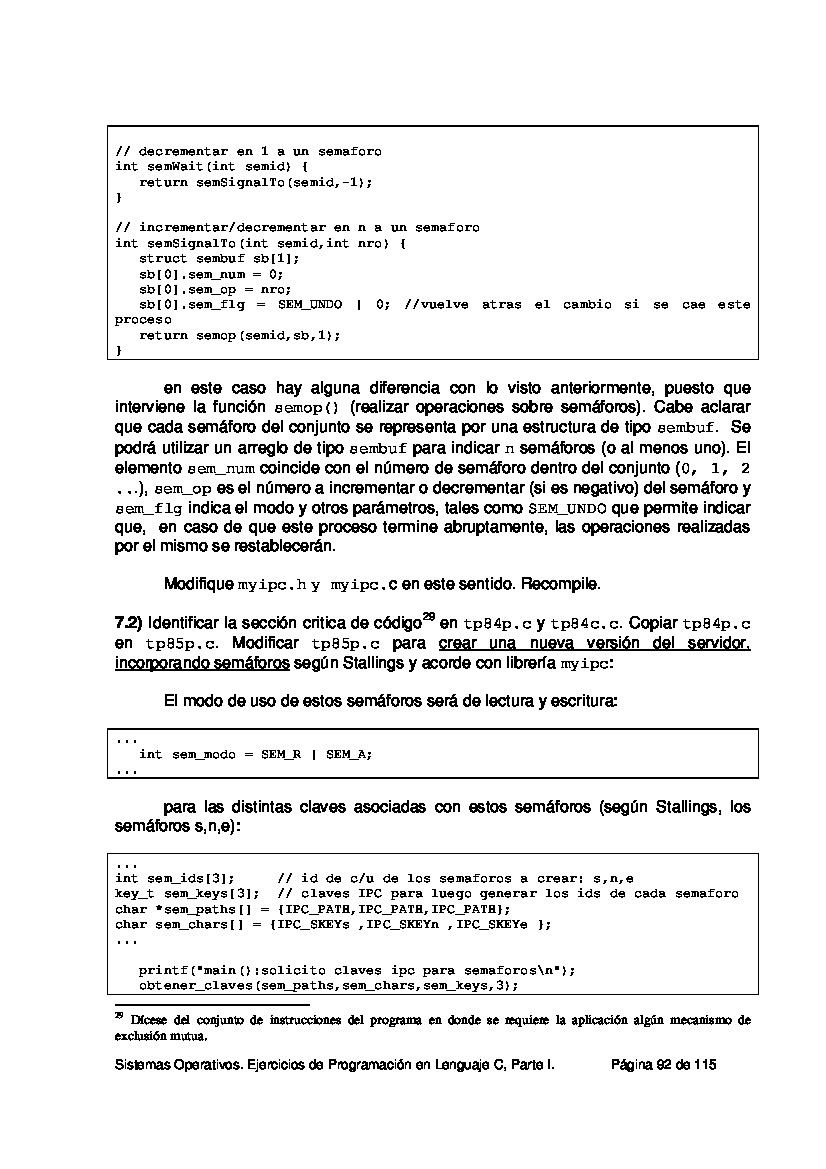 // decrementar en 1 a un semaforo
int semWait(int semid) {
   return semSignalTo(semid,-1);
}

// incrementar/decrementar en n a un semaforo
int semSignalTo(int semid,int nro) {
   struct sembuf sb[1];
   sb[0].sem_num = 0;
   sb[0].sem_op = nro;
   sb[0].sem_flg = SEM_UNDO | 0; //vuelve atras el cambio si se cae este
proceso
   return semop(semid,sb,1);
}
en este caso hay alguna diferencia con lo visto anteriormente, puesto que
interviene la función semop() (realizar operaciones sobre semáforos). Cabe aclarar
que cada semáforo del conjunto se representa por una estructura de tipo sembuf. Se
podrá utilizar un arreglo de tipo sembuf para indicar n semáforos (o al menos uno). El
elemento sem_num coincide con el número de semáforo dentro del conjunto (0, 1, 2
...), sem_op es el número a incrementar o decrementar (si es negativo) del semáforo y
sem_flg indica el modo y otros parámetros, tales como SEM_UNDO que permite indicar
que, en caso de que este proceso termine abruptamente, las operaciones realizadas
por el mismo se restablecerán.
Modifique myipc.h y myipc.c en este sentido. Recompile.
7.2) Identificar la sección critica de código29 en tp84p.c y tp84c.c. Copiar tp84p.c
en tp85p.c. Modificar tp85p.c para crear una nueva versión del servidor,
incorporando semáforos según Stallings y acorde con librería myipc:
El modo de uso de estos semáforos será de lectura y escritura:
...
   int sem_modo = SEM_R | SEM_A;
...
para las distintas claves asociadas con estos semáforos (según Stallings, los
semáforos s,n,e):
...
int sem_ids[3];     // id de c/u de los semaforos a crear: s,n,e
key_t sem_keys[3];  // claves IPC para luego generar los ids de cada semaforo
char *sem_paths[] = {IPC_PATH,IPC_PATH,IPC_PATH};
char sem_chars[] = {IPC_SKEYs ,IPC_SKEYn ,IPC_SKEYe };
...

   printf("main():solicito claves ipc para semaforos\n");
   obtener_claves(sem_paths,sem_chars,sem_keys,3);
29 Dícese del conjunto de instrucciones del programa en donde se requiere la aplicación algún mecanismo de
exclusión mutua.
Sistemas Operativos. Ejercicios de Programación en Lenguaje C, Parte I. Página 92 de 115